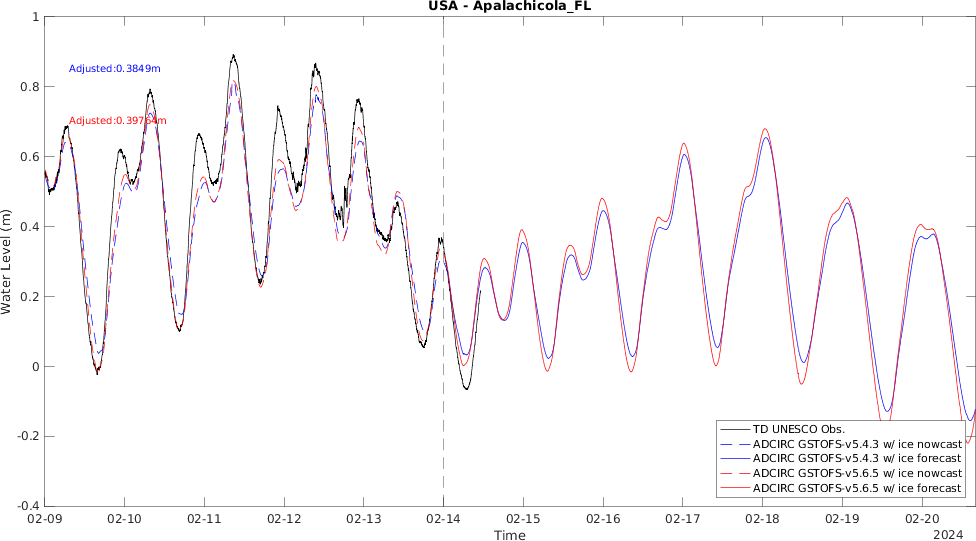 USA - Apalachicola_FL
1
0.8
0.6
0.4
0.2
0
-0.2
-0.4
Water Level (m)
Adjusted:0.3849m
Adjusted:0.39764m
TD UNESCO Obs.
ADCIRC GSTOFS-v5.4.3 w/ ice nowcast
ADCIRC GSTOFS-v5.4.3 w/ ice forecast
ADCIRC GSTOFS-v5.6.5 w/ ice nowcast
ADCIRC GSTOFS-v5.6.5 w/ ice forecast
02-09 02-10 02-11 02-12 02-13 02-14 02-15 02-16 02-17 02-18 02-19 02-20
Time
2024